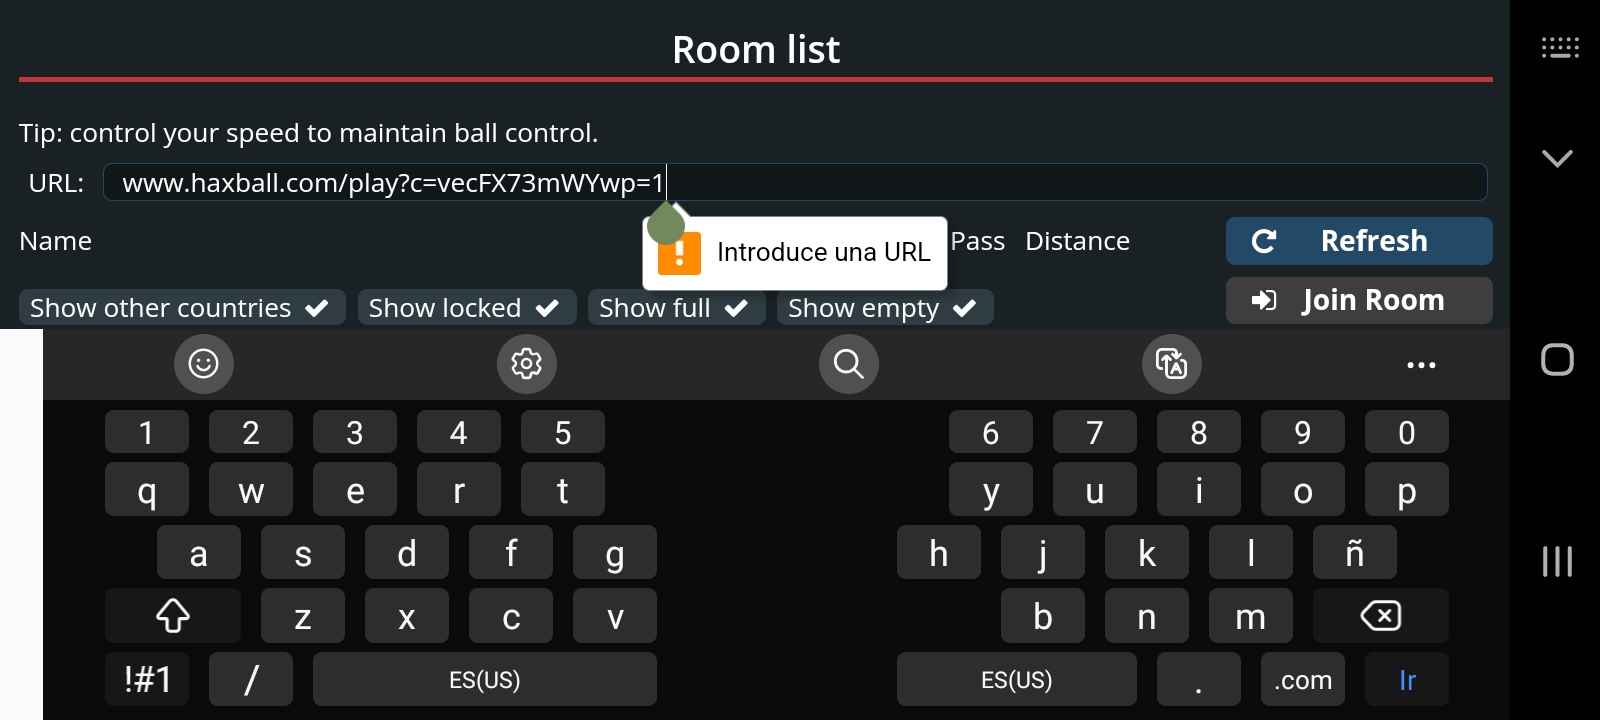 Room list
Tip: control your speed to maintain ball control.
URL: www.haxball.com/play?c=vecFX73mWYwp=1
Name Pass Distance Refresh
Introduce una URL
Show other countries Show locked Show full Show empty Join Room
1 2 3 4 5 6 7 8 9 0
q w e r t y u i o p
a s d f g h j k l ñ
z x c v b n m
!#1 / ES(US) ES(US) . .com Ir